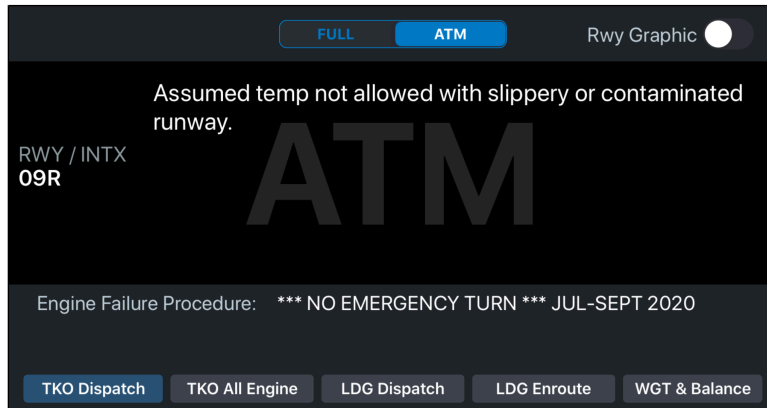 FULL ATM Rwy Graphic
Assumed temp not allowed with slippery or contaminated
runway.
ATM
RWY / INTX
09R
Engine Failure Procedure: *** NO EMERGENCY TURN *** JUL-SEPT 2020
TKO Dispatch TKO All Engine LDG Dispatch LDG Enroute WGT & Balance